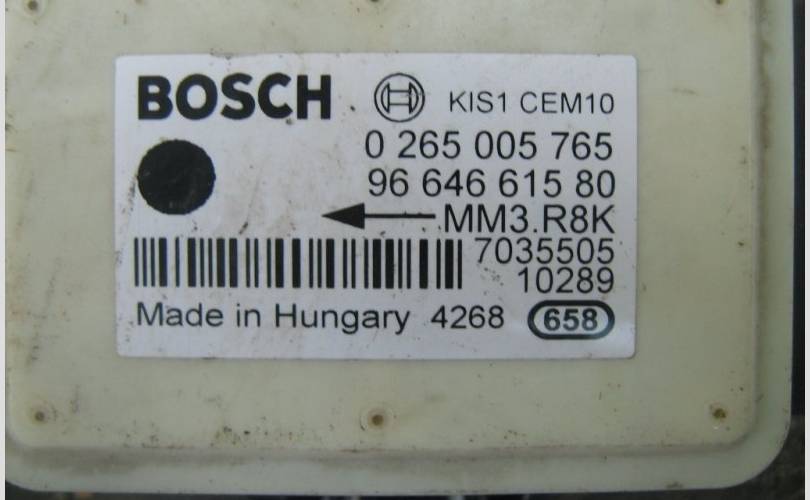 BOSCH KIS1 CEM10
0 265 005 765
96 646 615 80
MM3.R8K
7035505
10289
Made in Hungary 4268 658